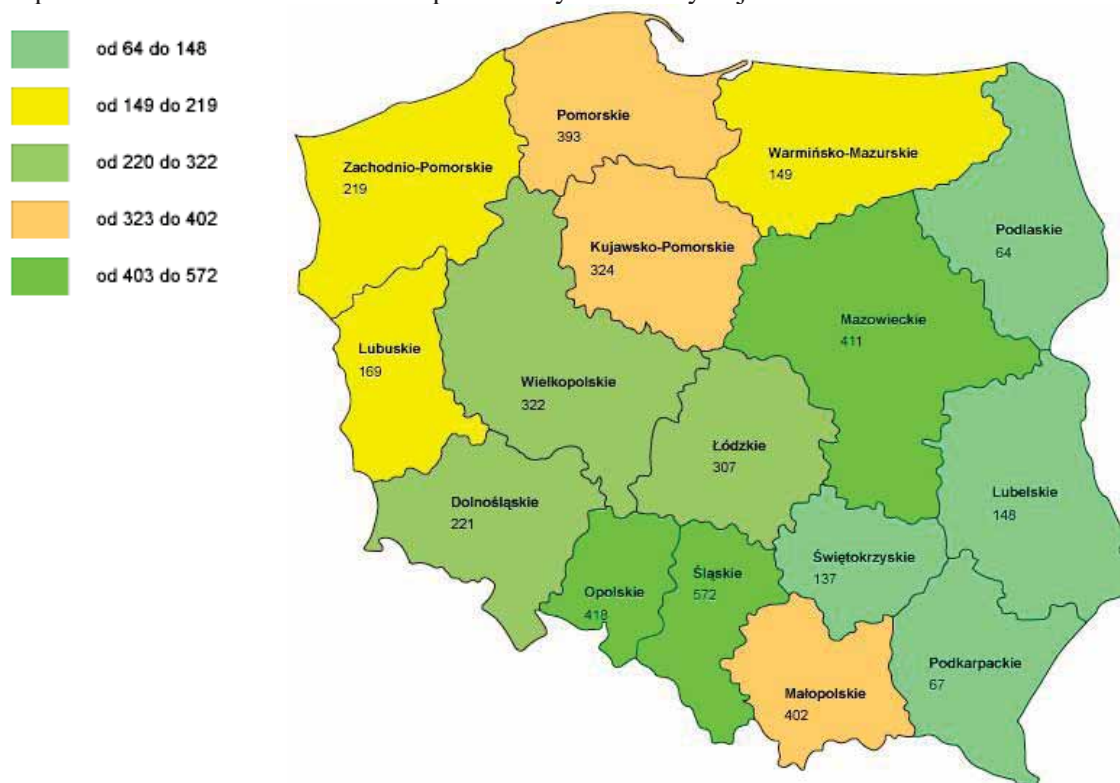 od 64 do 148
od 149 do 219
od 220 do 322
od 323 do 402
od 403 do 572
Pomorskie
393
Zachodnio-Pomorskie
219
Warmińsko-Mazurskie
149
Podlaskie
64
Kujawsko-Pomorskie
324
Mazowieckie
411
Lubuskie
169
Wielkopolskie
322
Łódzkie
307
Lubelskie
148
Dolnośląskie
221
Świętokrzyskie
137
Śląskie
572
Opolskie
418
Podkarpackie
67
Małopolskie
402